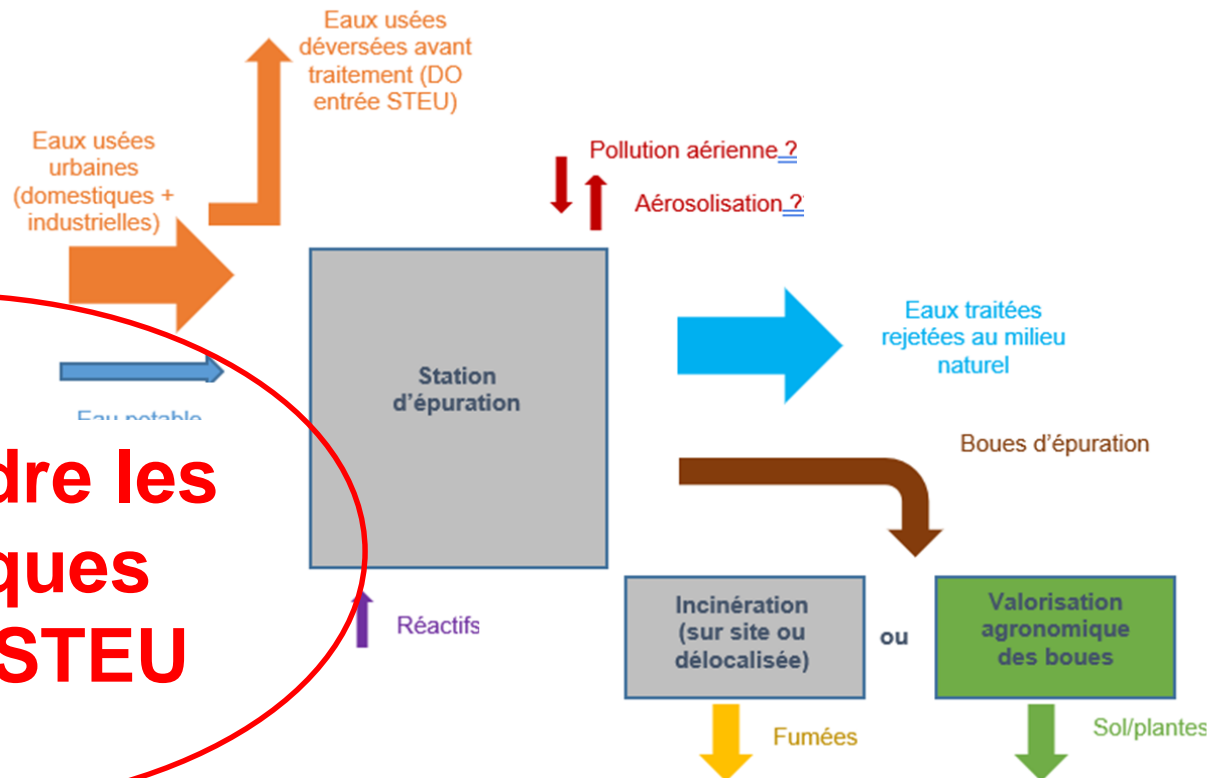 Eaux usées
déversées avant
traitement (DO
entrée STEU)
Eaux usées
urbaines
(domestiques +
industrielles)
Pollution aérienne ?
Aérosolisation ?
Station
d'épuration
Eaux traitées
rejetées au milieu
naturel
Eau potable
dre les
ques
STEU
Boues d'épuration
Réactifs
Incinération
(sur site ou
délocalisée)
ou
Valorisation
agronomique
des boues
Fumées
Sol/plantes